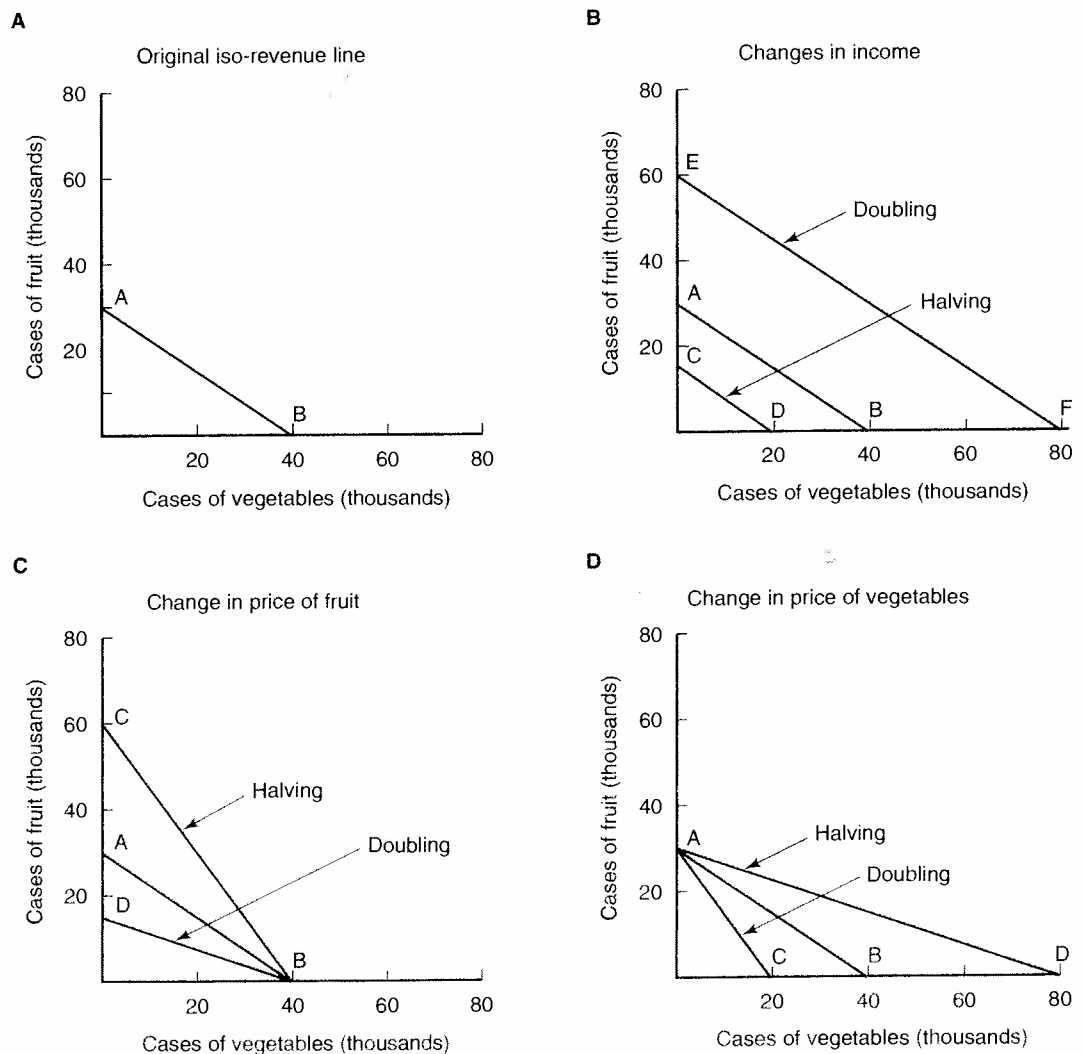 A
Original iso-revenue line
Cases of fruit (thousands)
80
60
40
20
A
B
20
40
60
80
Cases of vegetables (thousands)
B
Changes in income
Cases of fruit (thousands)
80
60
40
20
E
Doubling
Halving
A
C
D
B
F
20
40
60
80
Cases of vegetables (thousands)
C
Change in price of fruit
Cases of fruit (thousands)
80
60
40
20
C
Halving
Doubling
A
D
B
20
40
60
80
Cases of vegetables (thousands)
D
Change in price of vegetables
Cases of fruit (thousands)
80
60
40
20
A
Halving
Doubling
C
B
D
20
40
60
80
Cases of vegetables (thousands)